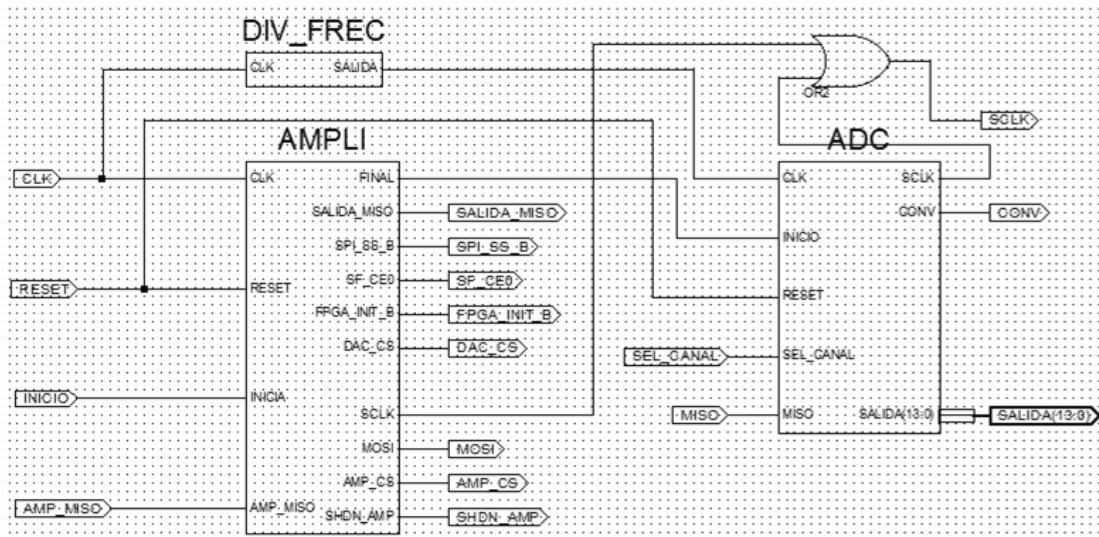 DIV_FREC
CLK SALIDA
OR2
SCLK
AMPLI
ADC
CLK
CLK FINAL
CLK SCLK
SALIDA_MISO SALIDA_MISO
CONV CONV
INICIO
SPI_SS_B SPI_SS_B
RESET
RESET SF_CE0 SF_CE0
RESET
FPGA_INIT_B FPGA_INIT_B
DAC_CS DAC_CS
SEL_CANAL SEL_CANAL
INICIO INICIA
SCLK
MISO MISO SALIDA(13:0) SALIDA(13:0)
MOSI MOSI
AMP_CS AMP_CS
AMP_MISO AMP_MISO
SHDN_AMP SHDN_AMP